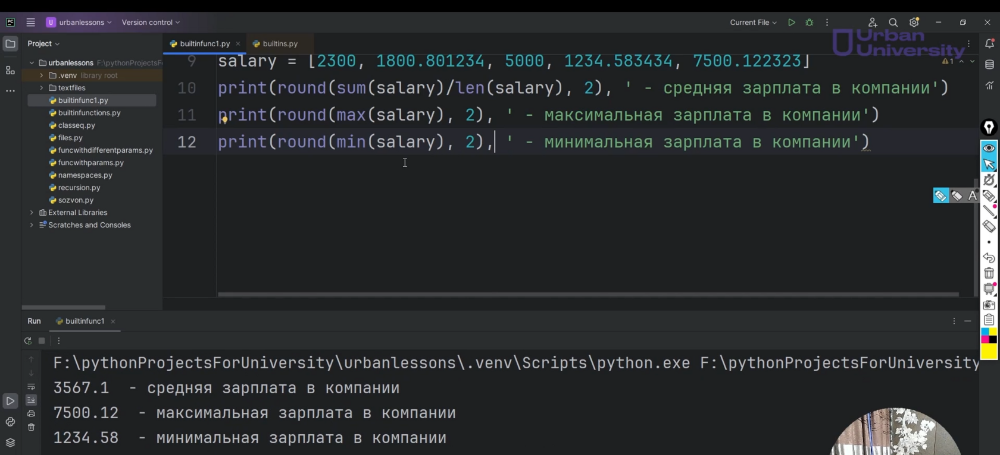 PC
U urbanlessons Version control
Current File
Urban
University
Project
builtinfunc1.py
builtins.py
urbanlessons F:\pythonProjectsF
.venv library root
textfiles
builtinfunc1.py
builtinfunctions.py
classeq.py
files.py
funcwithdifferentparams.py
funcwithparams.py
namespaces.py
recursion.py
sozvon.py
External Libraries
Scratches and Consoles
1
9 salary = [2300, 1800.801234, 5000, 1234.583434, 7500.122323]
10 print(round(sum(salary)/len(salary), 2), ' - средняя зарплата в компании')
11 print(round(max(salary), 2), ' - максимальная зарплата в компании')
12 print(round(min(salary), 2), ' - минимальная зарплата в компании')
A
Run builtinfunc1
F:\pythonProjectsForUniversity\urbanlessons\.venv\Scripts\python.exe F:\pythonProjectsForUniversity
3567.1  - средняя зарплата в компании
7500.12  - максимальная зарплата в компании
1234.58  - минимальная зарплата в компании